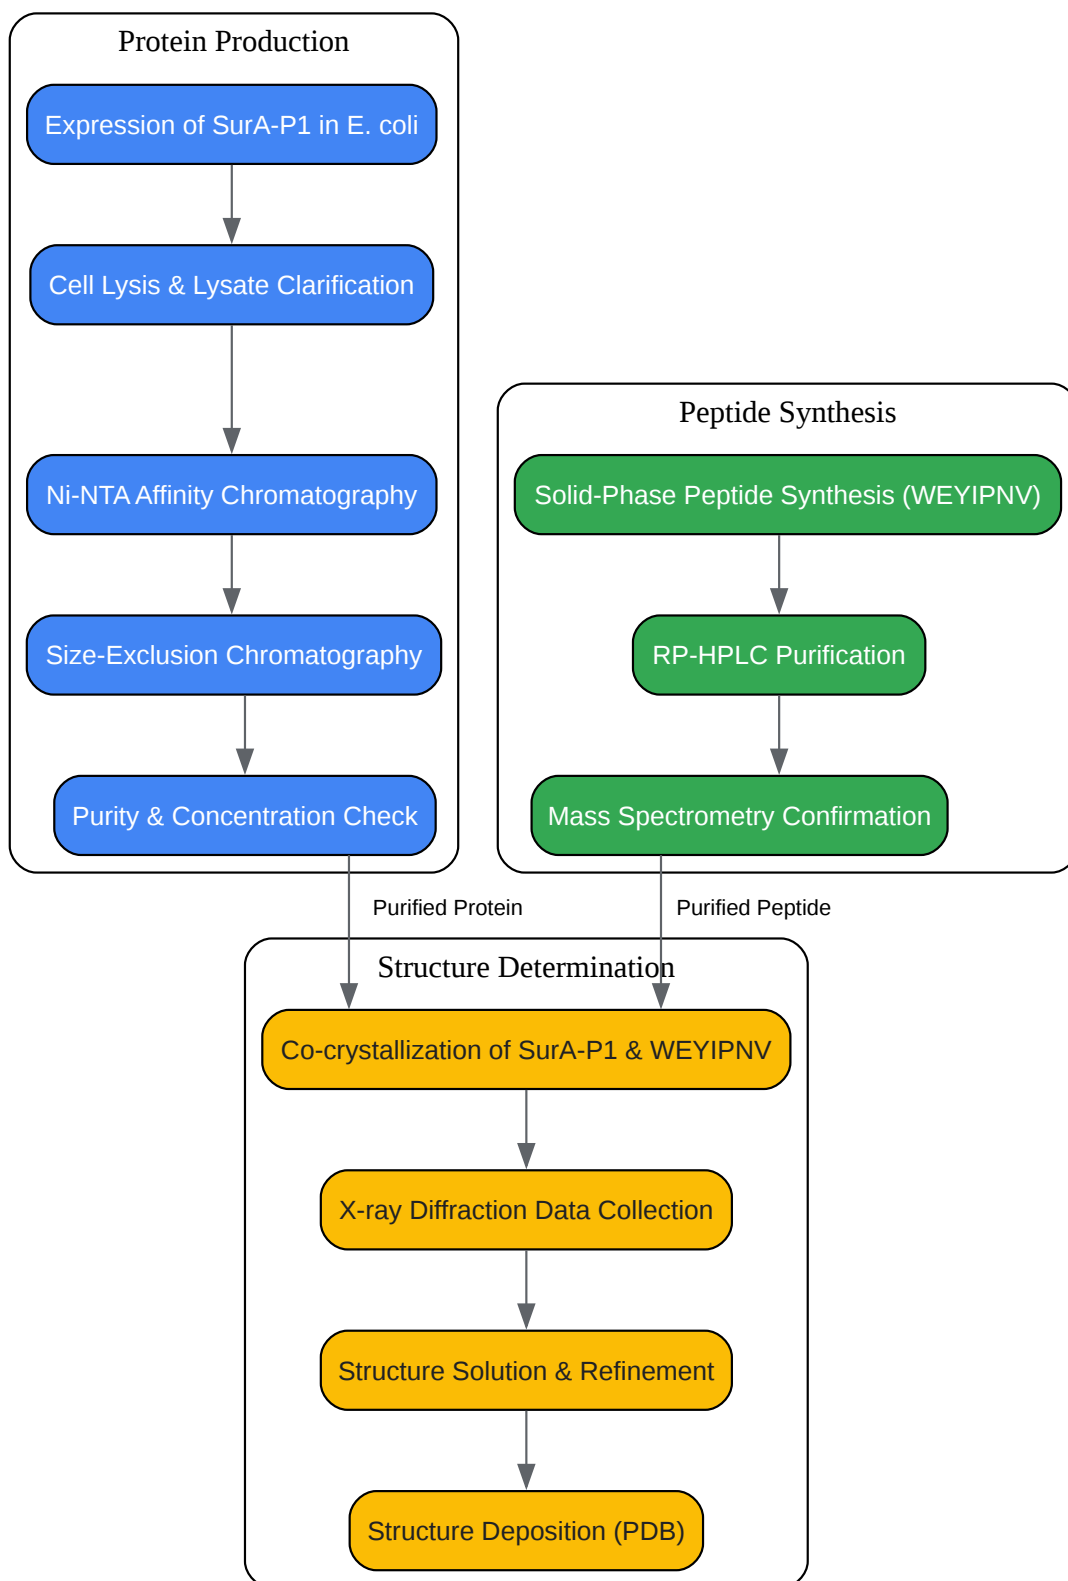 Protein Production
Expression of SurA-P1 in E. coli
Cell Lysis & Lysate Clarification
Ni-NTA Affinity Chromatography
Size-Exclusion Chromatography
Purity & Concentration Check
Peptide Synthesis
Solid-Phase Peptide Synthesis (WEYIPNV)
RP-HPLC Purification
Mass Spectrometry Confirmation
Purified Protein
Purified Peptide
Structure Determination
Co-crystallization of SurA-P1 & WEYIPNV
X-ray Diffraction Data Collection
Structure Solution & Refinement
Structure Deposition (PDB)